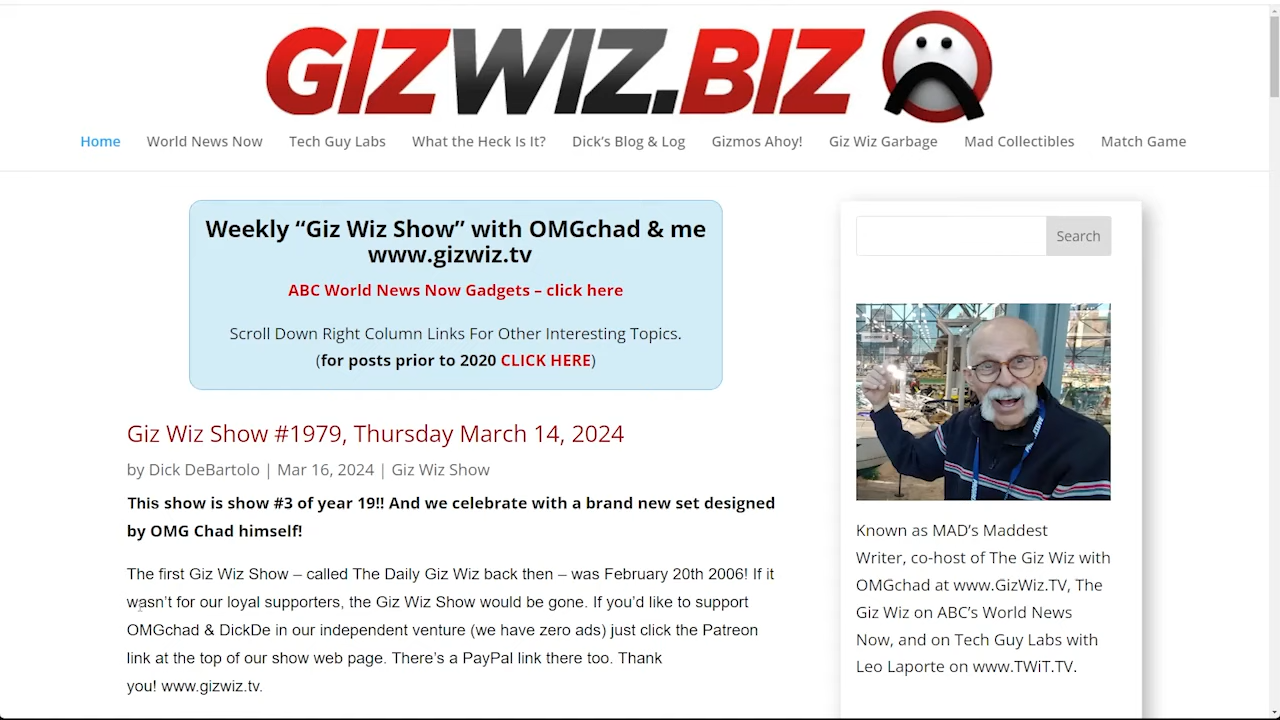 GIZWIZ.BIZ
Home World News Now Tech Guy Labs What the Heck Is It? Dick's Blog & Log Gizmos Ahoy! Giz Wiz Garbage Mad Collectibles Match Game
Weekly “Giz Wiz Show” with OMGchad & me
www.gizwiz.tv
ABC World News Now Gadgets – click here
Scroll Down Right Column Links For Other Interesting Topics.
(for posts prior to 2020 CLICK HERE)
Giz Wiz Show #1979, Thursday March 14, 2024
by Dick DeBartolo | Mar 16, 2024 | Giz Wiz Show
This show is show #3 of year 19!! And we celebrate with a brand new set designed
by OMG Chad himself!
The first Giz Wiz Show – called The Daily Giz Wiz back then – was February 20th 2006! If it
wasn’t for our loyal supporters, the Giz Wiz Show would be gone. If you’d like to support
OMGchad & DickDe in our independent venture (we have zero ads) just click the Patreon
link at the top of our show web page. There’s a PayPal link there too. Thank
you! www.gizwiz.tv.
Search
Known as MAD’s Maddest
Writer, co-host of The Giz Wiz with
OMGchad at www.GizWiz.TV, The
Giz Wiz on ABC’s World News
Now, and on Tech Guy Labs with
Leo Laporte on www.TWiT.TV.